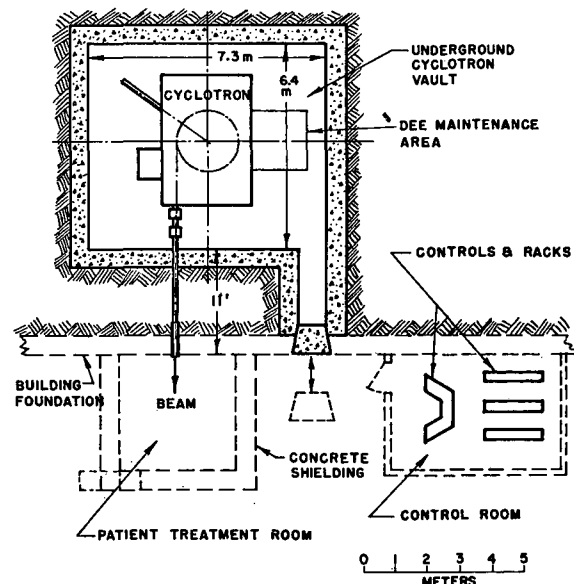 7.3 m
6.4
m
CYCLOTRON
UNDERGROUND
CYCLOTRON
VAULT
DEE MAINTENANCE
AREA
CONTROLS & RACKS
11'
BUILDING
FOUNDATION
BEAM
CONCRETE
SHIELDING
PATIENT TREATMENT ROOM
CONTROL ROOM
0 1 2 3 4 5
METERS